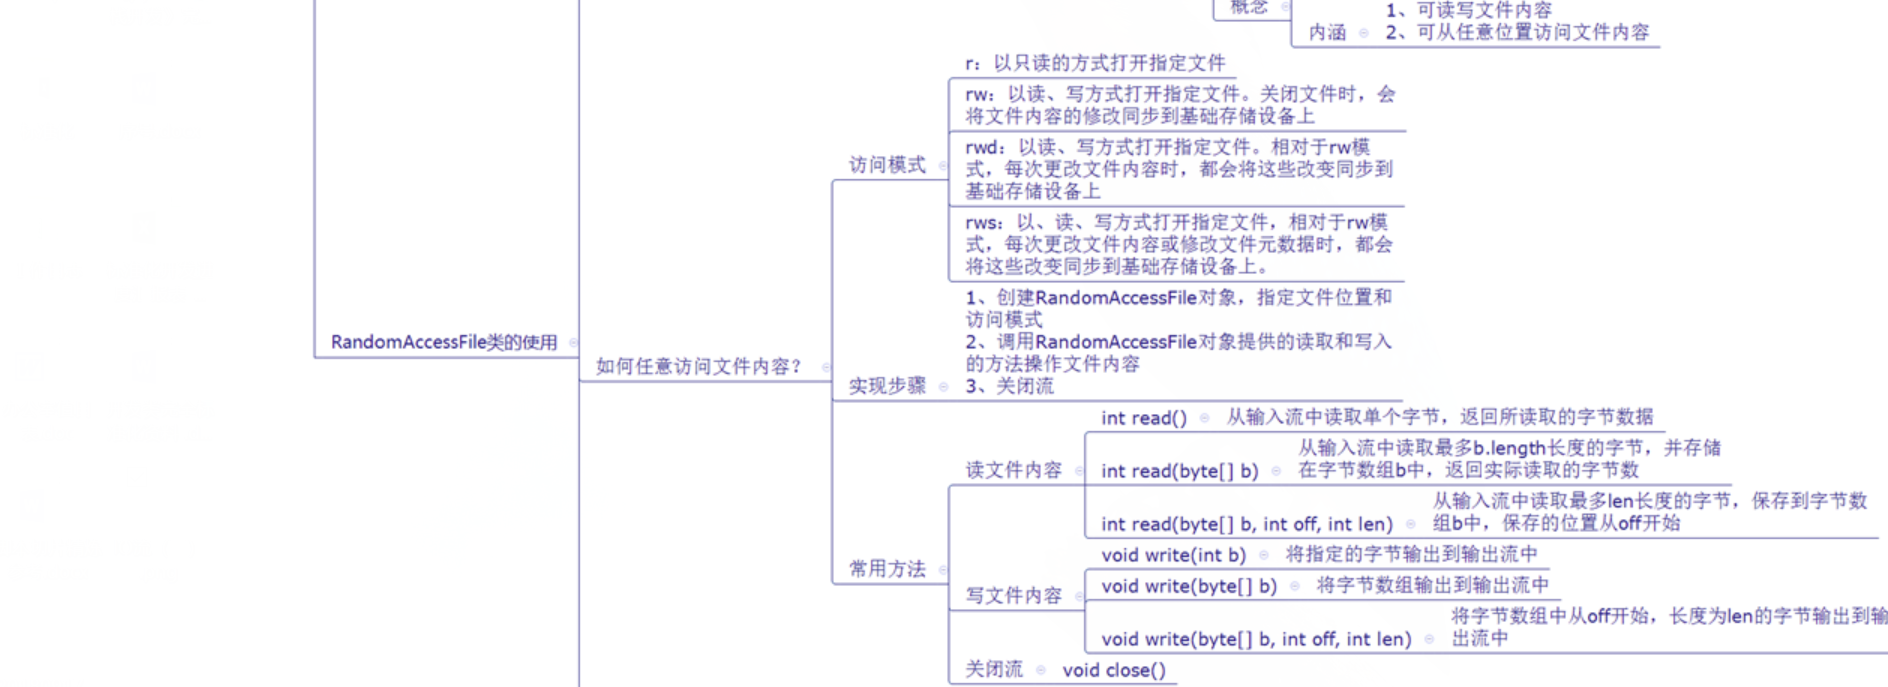 概念
1、可读写文件内容
内涵
2、可从任意位置访问文件内容
r：以只读的方式打开指定文件
rw：以读、写方式打开指定文件。关闭文件时，会
将文件内容的修改同步到基础存储设备上
rwd：以读、写方式打开指定文件。相对于rw模
式，每次更改文件内容时，都会将这些改变同步到
基础存储设备上
访问模式
rws：以、读、写方式打开指定文件，相对于rw模
式，每次更改文件内容或修改文件元数据时，都会
将这些改变同步到基础存储设备上。
1、创建RandomAccessFile对象，指定文件位置和
访问模式
2、调用RandomAccessFile对象提供的读取和写入
的方法操作文件内容
实现步骤
3、关闭流
RandomAccessFile类的使用
如何任意访问文件内容？
int read()
从输入流中读取单个字节，返回所读取的字节数据
读文件内容
int read(byte[] b)
从输入流中读取最多b.length长度的字节，并存储
在字节数组b中，返回实际读取的字节数
int read(byte[] b, int off, int len)
从输入流中读取最多len长度的字节，保存到字节数
组b中，保存的位置从off开始
常用方法
void write(int b)
将指定的字节输出到输出流中
写文件内容
void write(byte[] b)
将字节数组输出到输出流中
void write(byte[] b, int off, int len)
将字节数组中从off开始，长度为len的字节输出到输
出流中
关闭流
void close()